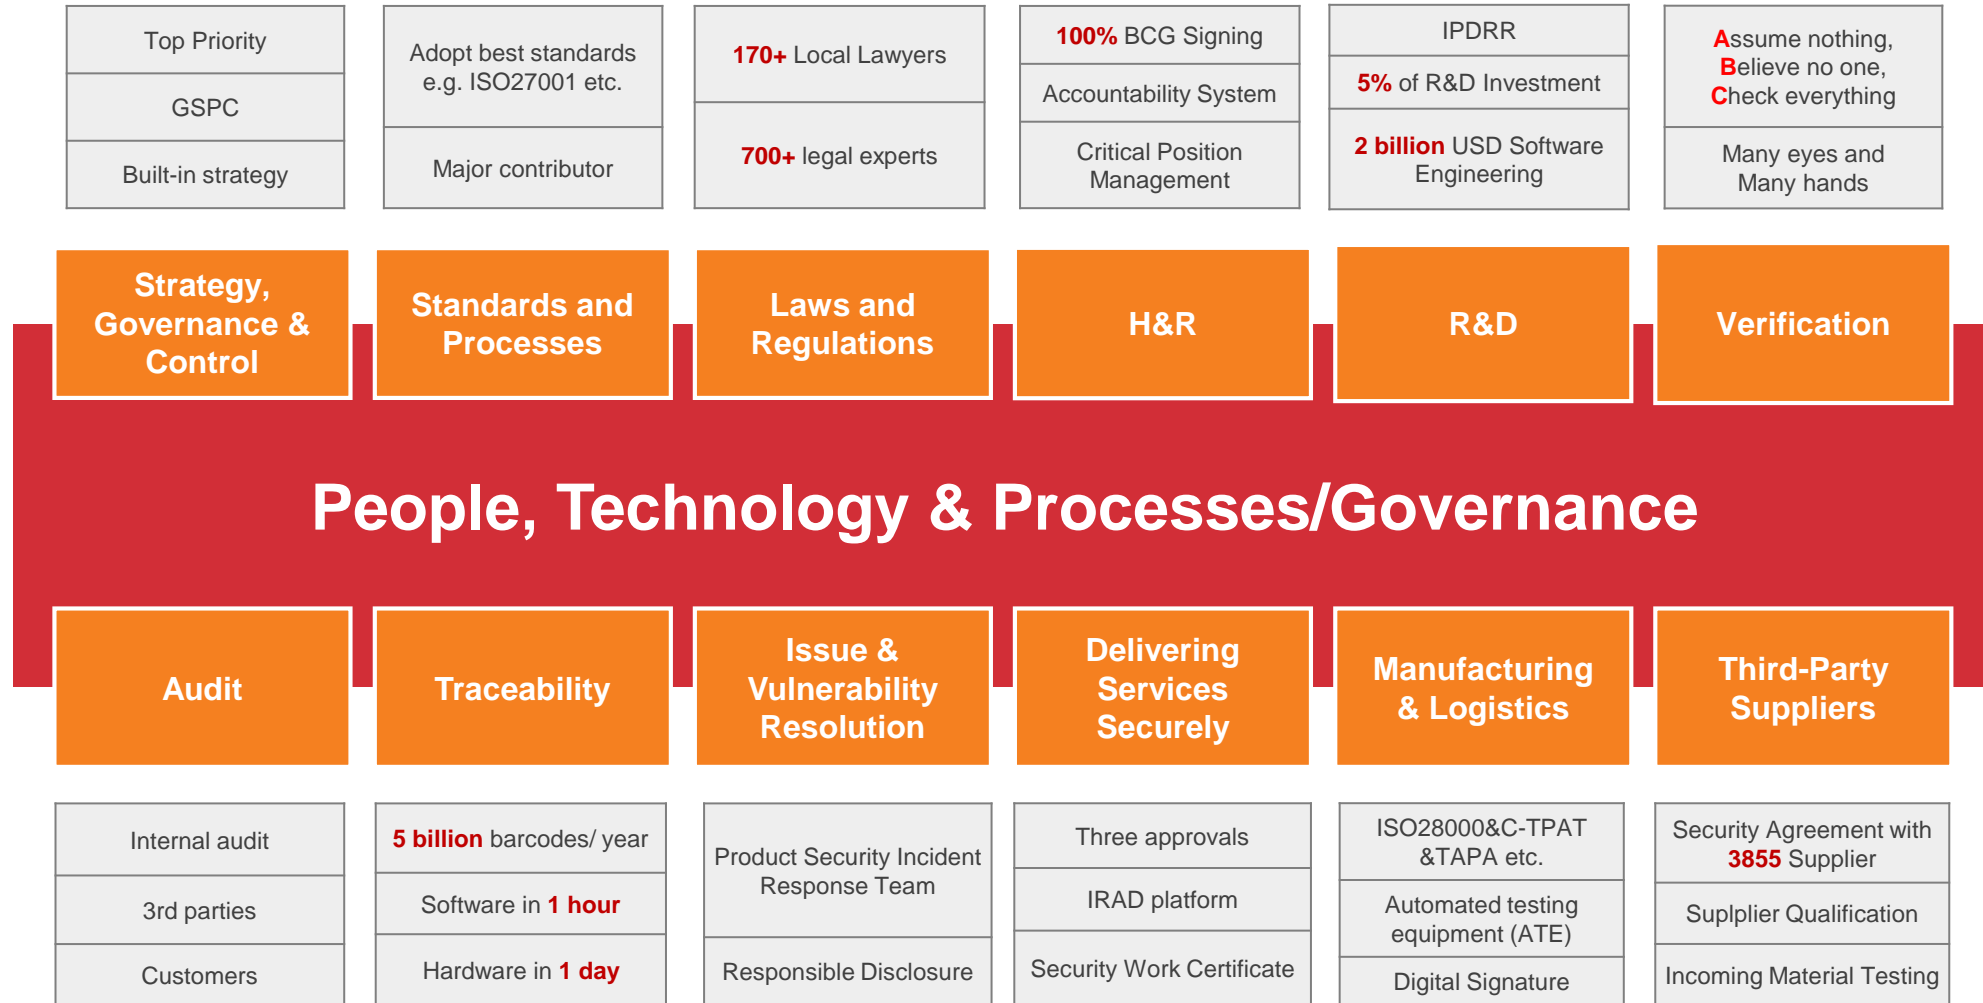 Top Priority
GSPC
Built-in strategy
Adopt best standards
e.g. ISO27001 etc.
Major contributor
170+ Local Lawyers
700+ legal experts
100% BCG Signing
Accountability System
Critical Position
Management
IPDRR
5% of R&D Investment
2 billion USD Software
Engineering
Assume nothing,
Believe no one,
Check everything
Many eyes and
Many hands
Strategy,
Governance &
Control
Standards and
Processes
Laws and
Regulations
H&R
R&D
Verification
People, Technology & Processes/Governance
Audit
Traceability
Issue &
Vulnerability
Resolution
Delivering
Services
Securely
Manufacturing
& Logistics
Third-Party
Suppliers
Internal audit
3rd parties
Customers
5 billion barcodes/ year
Software in 1 hour
Hardware in 1 day
Product Security Incident
Response Team
Responsible Disclosure
Three approvals
IRAD platform
Security Work Certificate
ISO28000&C-TPAT
&TAPA etc.
Automated testing
equipment (ATE)
Digital Signature
Security Agreement with
3855 Supplier
Suplplier Qualification
Incoming Material Testing